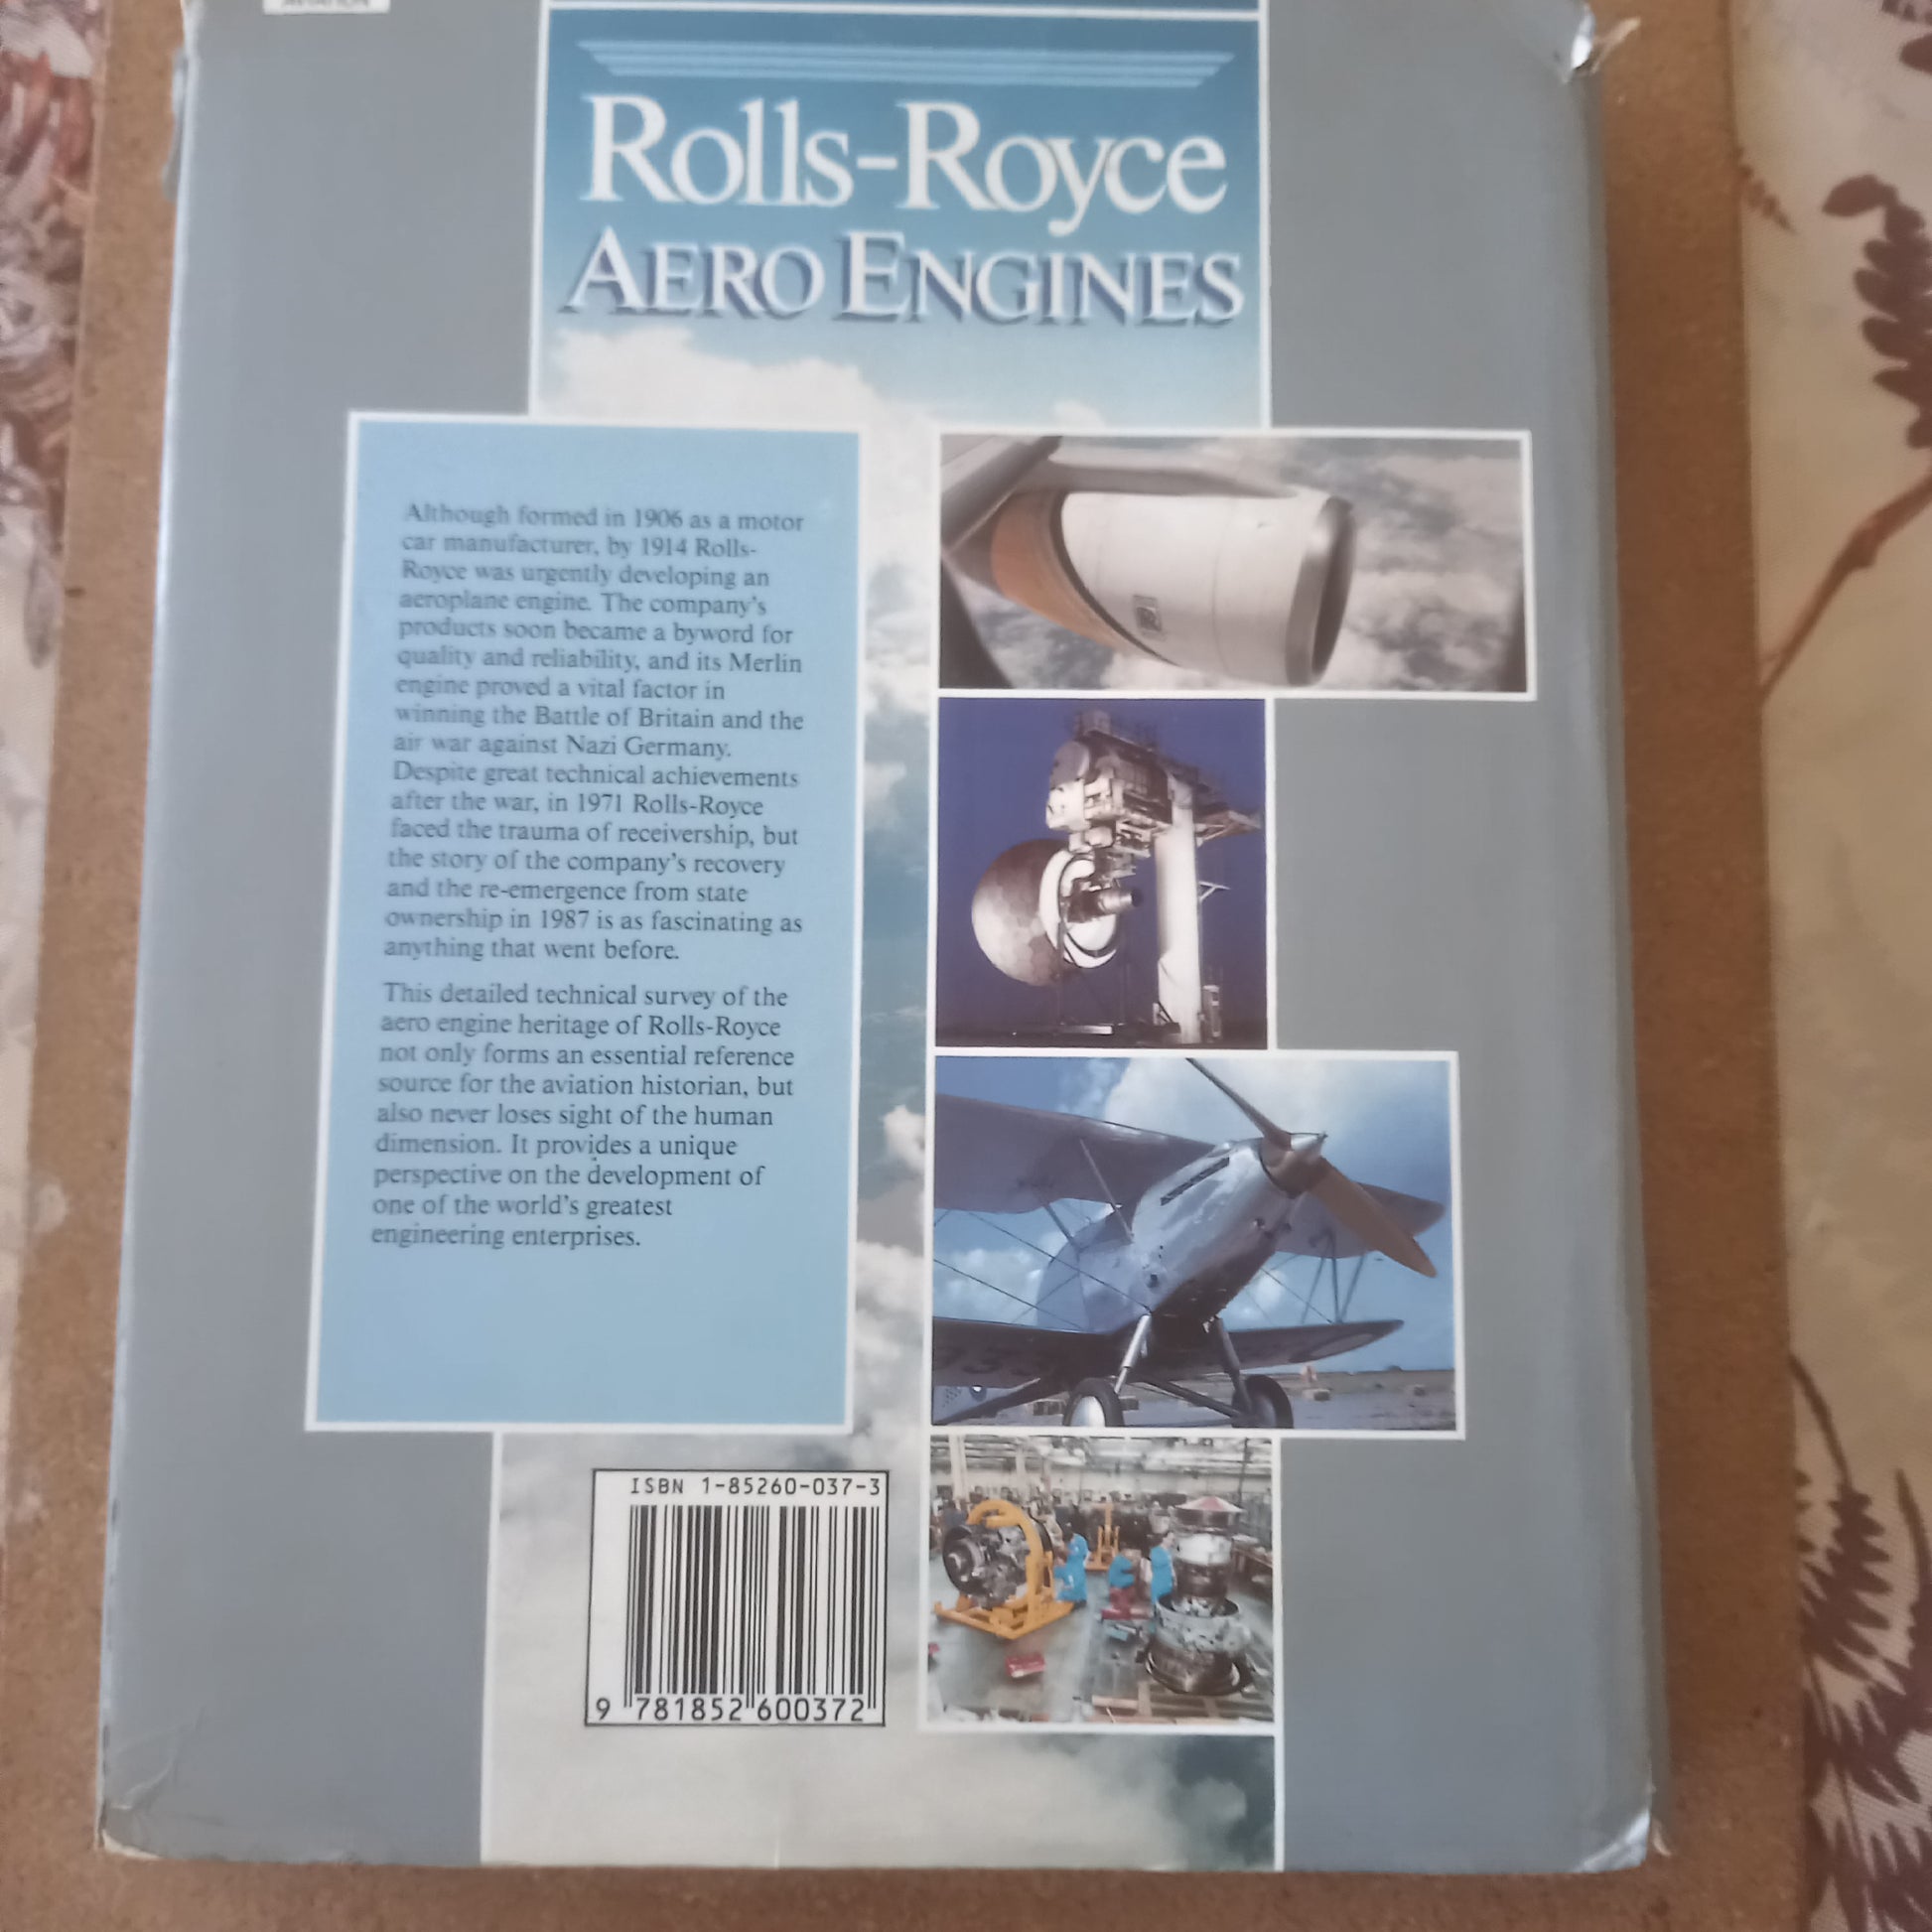 AVIATION
Rolls-Royce
AERO ENGINES
Although formed in 1906 as a motor
car manufacturer, by 1914 Rolls-
Royce was urgently developing an
aeroplane engine. The company's
products soon became a byword for
quality and reliability, and its Merlin
engine proved a vital factor in
winning the Battle of Britain and the
air war against Nazi Germany.
Despite great technical achievements
after the war, in 1971 Rolls-Royce
faced the trauma of receivership, but
the story of the company's recovery
and the re-emergence from state
ownership in 1987 is as fascinating as
anything that went before.
This detailed technical survey of the
aero engine heritage of Rolls-Royce
not only forms an essential reference
source for the aviation historian, but
also never loses sight of the human
dimension. It provides a unique
perspective on the development of
one of the world's greatest
engineering enterprises.
ISBN 1-85260-037-3
9 781852 600372